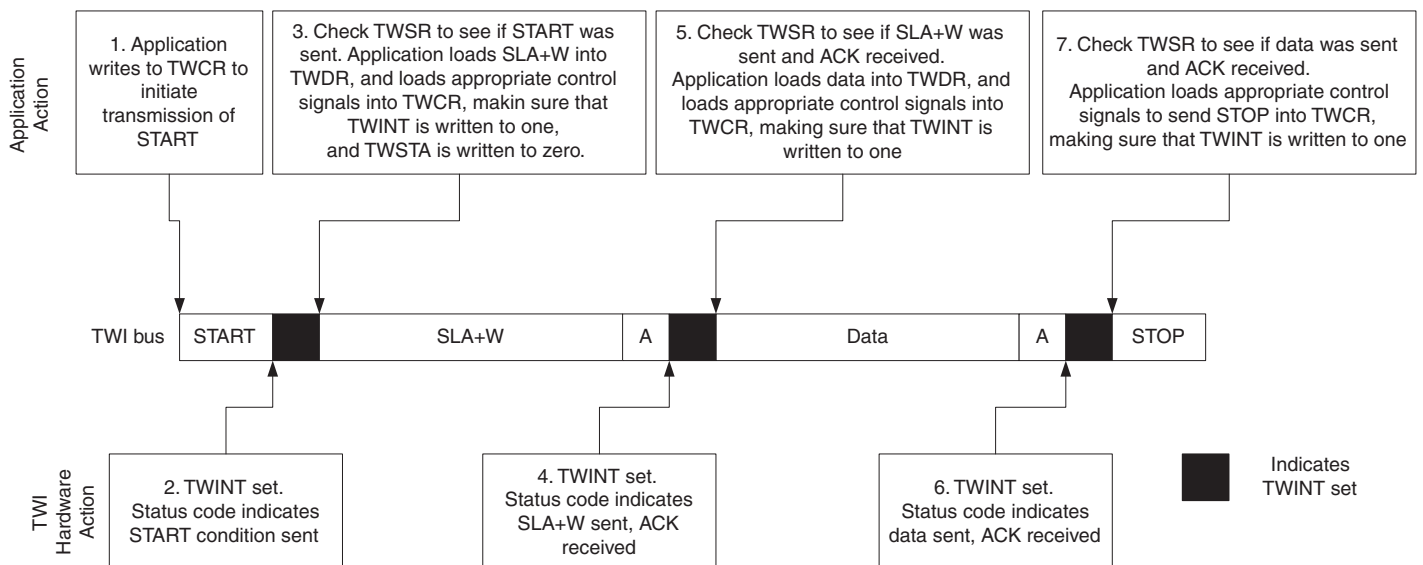 Application
Action
1. Application
writes to TWCR to
initiate
transmission of
START
3. Check TWSR to see if START was
sent. Application loads SLA+W into
TWDR, and loads appropriate control
signals into TWCR, makin sure that
TWINT is written to one,
and TWSTA is written to zero.
5. Check TWSR to see if SLA+W was
sent and ACK received.
Application loads data into TWDR, and
loads appropriate control signals into
TWCR, making sure that TWINT is
written to one
7. Check TWSR to see if data was sent
and ACK received.
Application loads appropriate control
signals to send STOP into TWCR,
making sure that TWINT is written to one
TWI bus
START
SLA+W
A
Data
A
STOP
TWI
Hardware
Action
2. TWINT set.
Status code indicates
START condition sent
4. TWINT set.
Status code indicates
SLA+W sent, ACK
received
6. TWINT set.
Status code indicates
data sent, ACK received
Indicates
TWINT set